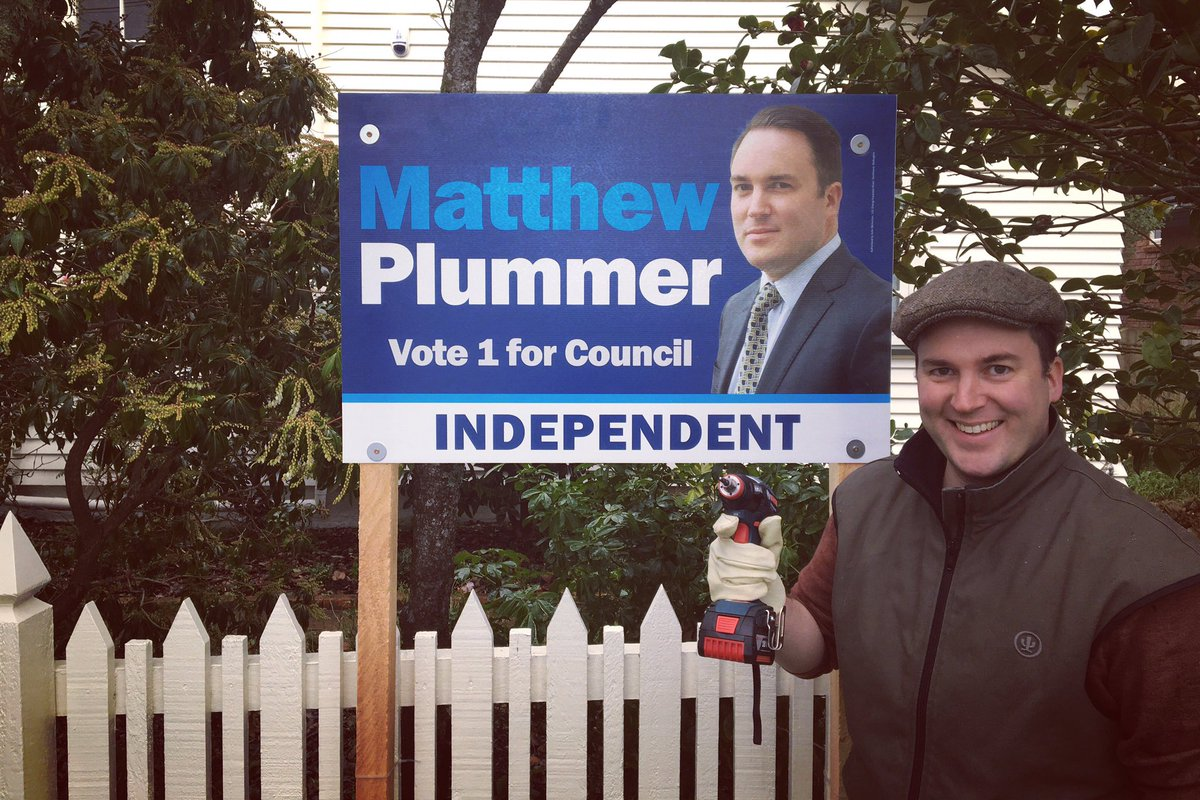 Matthew
Plummer
Vote 1 for Council
INDEPENDENT